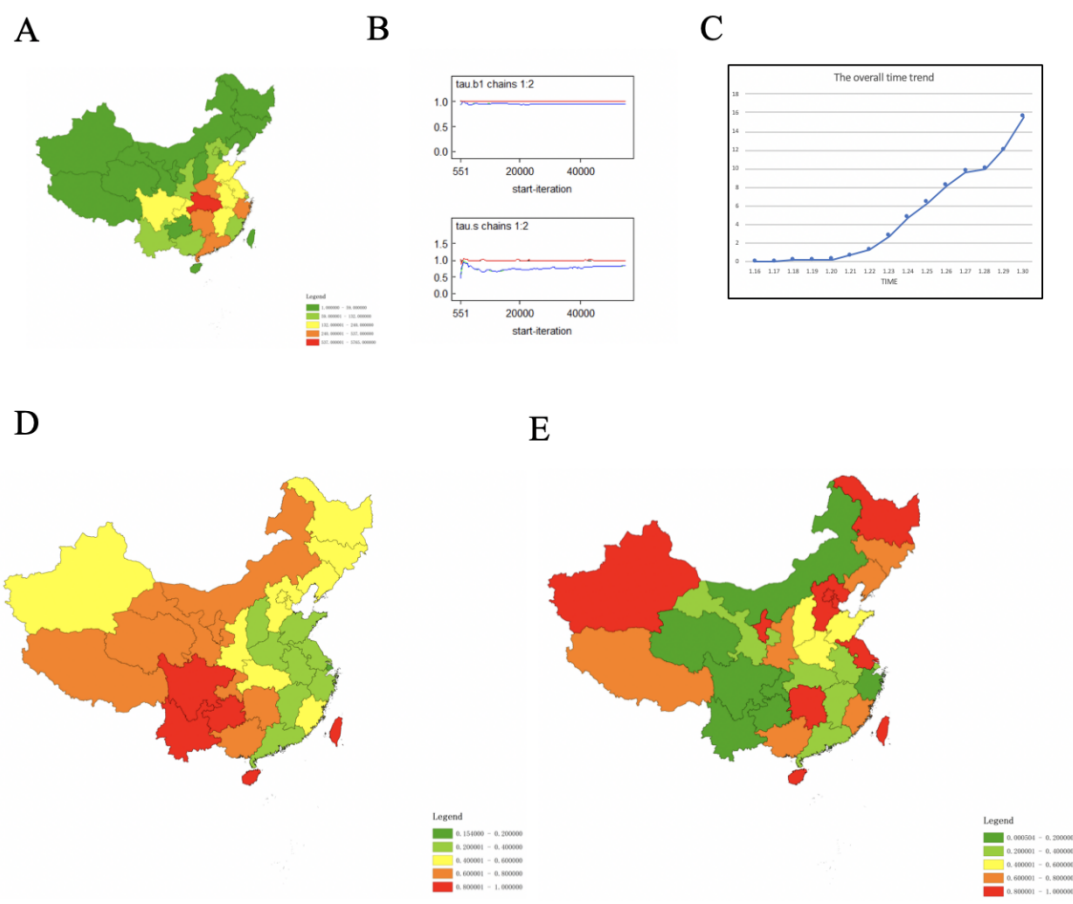 A
B
C
tau.b1 chains 1:2
1.0
0.5
0.0
551 20000 40000
start-iteration
tau.s chains 1:2
1.5
1.0
0.5
0.0
551 20000 40000
start-iteration
The overall time trend
18
16
14
12
10
8
6
4
2
0
1.16 1.17 1.18 1.19 1.20 1.21 1.22 1.23 1.24 1.25 1.26 1.27 1.28 1.29 1.30
TIME
Legend
D
E
Legend
0.154000 - 0.200000
0.200001 - 0.400000
0.400001 - 0.600000
0.600001 - 0.800000
0.800001 - 1.000000
Legend
0.000504 - 0.200000
0.200001 - 0.400000
0.400001 - 0.600000
0.600001 - 0.800000
0.800001 - 1.000000